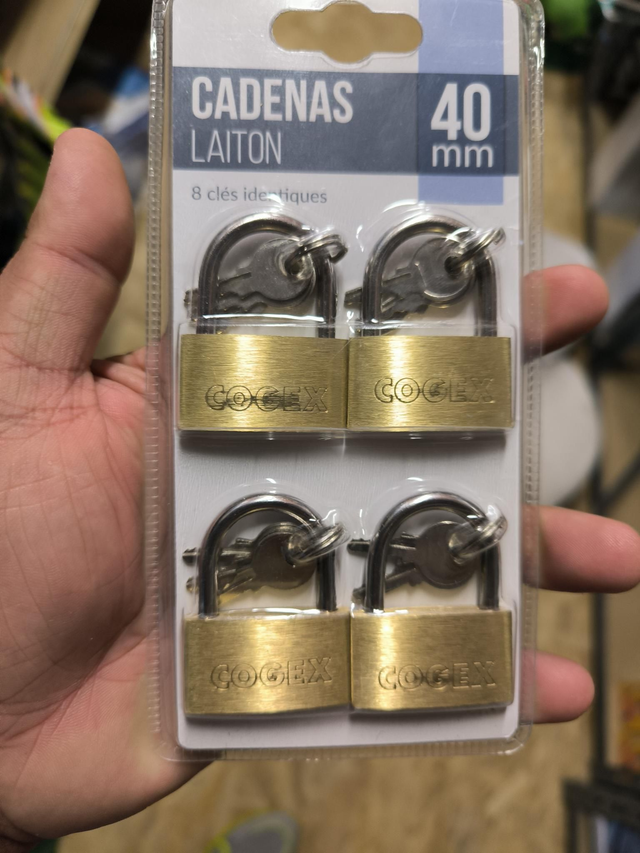 CADENAS
LAITON
40
mm
8 clés identiques
COGEX
COGEX
COGEX
COGEX